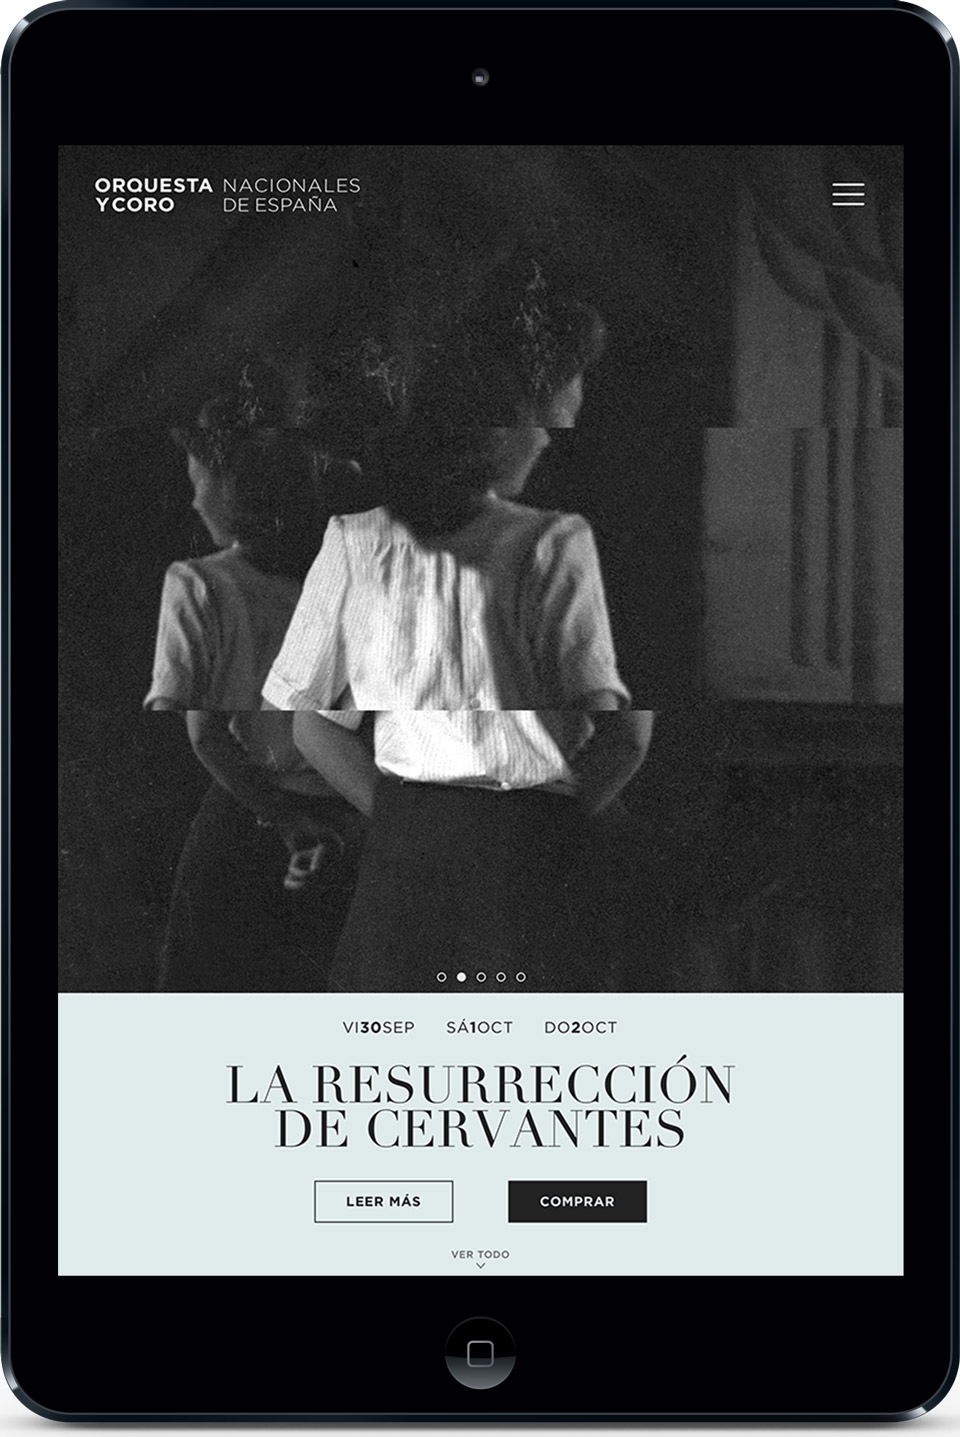 ORQUESTA NACIONALES
Y CORO DE ESPAÑA
VI30SEP SÁ1OCT DO2OCT
LA RESURRECCIÓN
DE CERVANTES
LEER MÁS COMPRAR
VER TODO